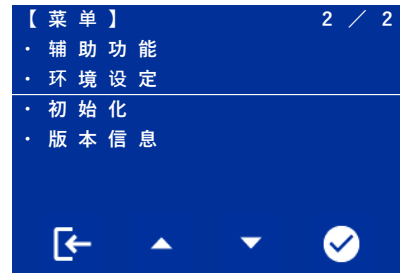 【菜单】 2／2
・辅助功能
・环境设定
・初始化
・版本信息